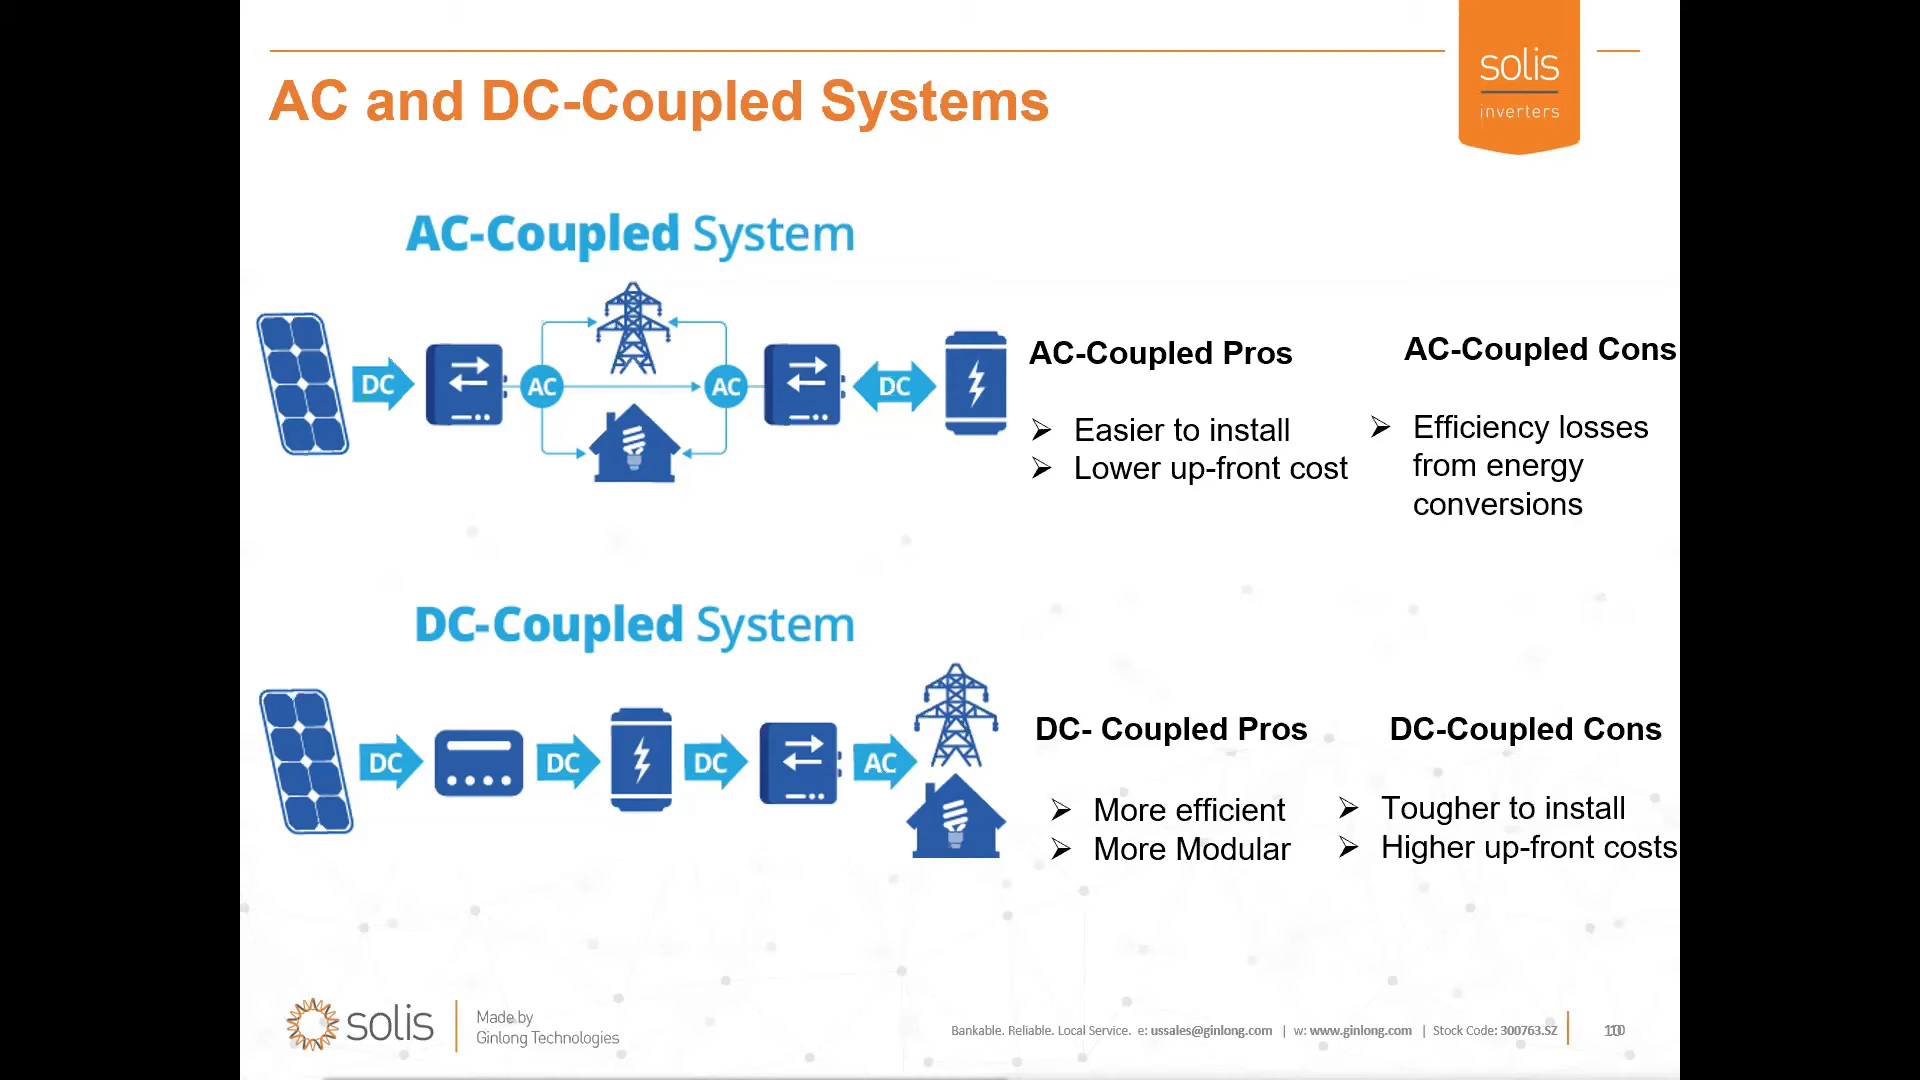 solis
inverters
AC and DC-Coupled Systems
AC-Coupled System
DC
AC
AC
DC
AC-Coupled Pros
➢ Easier to install
➢ Lower up-front cost
AC-Coupled Cons
➢ Efficiency losses
from energy
conversions
DC-Coupled System
DC
DC
DC
AC
DC- Coupled Pros
➢ More efficient
➢ More Modular
DC-Coupled Cons
➢ Tougher to install
➢ Higher up-front costs
solis
Made by
Ginlong Technologies
Bankable. Reliable. Local Service. e: ussales@ginlong.com | w: www.ginlong.com | Stock Code: 300763.SZ